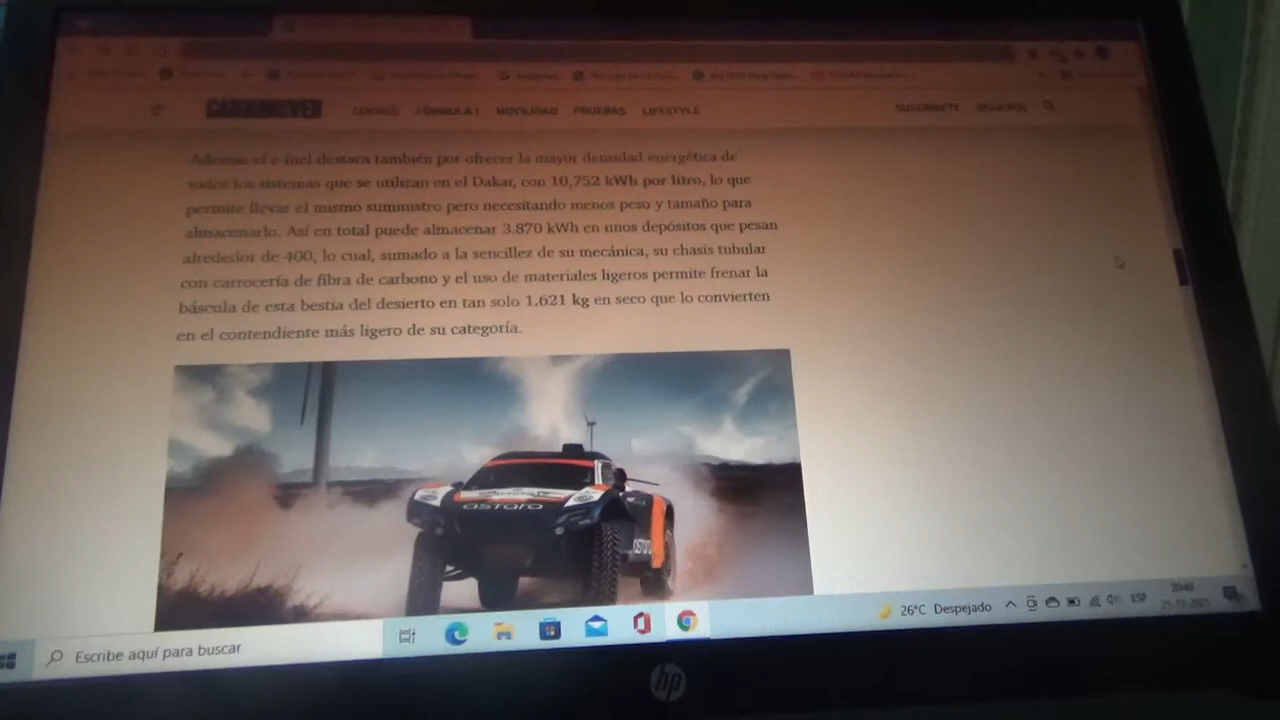 CAR AND DRIVER
COCHES FÓRMULA 1 MOVILIDAD PRUEBAS LIFESTYLE
SUSCRÍBETE SÍGUENOS
Además el e-fuel destaca también por ofrecer la mayor densidad energética de
todos los sistemas que se utilizan en el Dakar, con 10,752 kWh por litro, lo que
permite llevar el mismo suministro pero necesitando menos peso y tamaño para
almacenarlo. Así en total puede almacenar 3.870 kWh en unos depósitos que pesan
alrededor de 400, lo cual, sumado a la sencillez de su mecánica, su chasis tubular
con carrocería de fibra de carbono y el uso de materiales ligeros permite frenar la
báscula de esta bestia del desierto en tan solo 1.621 kg en seco que lo convierten
en el contendiente más ligero de su categoría.
astara
astara
Escribe aquí para buscar
26°C Despejado
ESP
hp